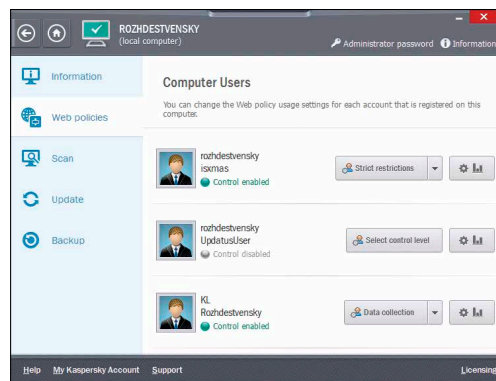 ROZHDESTVENSKY
(local computer)
Administrator password
Information
Information
Web policies
Scan
Update
Backup
Computer Users
You can change the Web policy usage settings for each account that is registered on this
computer.
rozhdestvensky
isxmas
Control enabled
Strict restrictions
rozhdestvensky
UpdatusUser
Control disabled
Select control level
KL
Rozhdestvensky
Control enabled
Data collection
Help
My Kaspersky Account
Support
Licensing